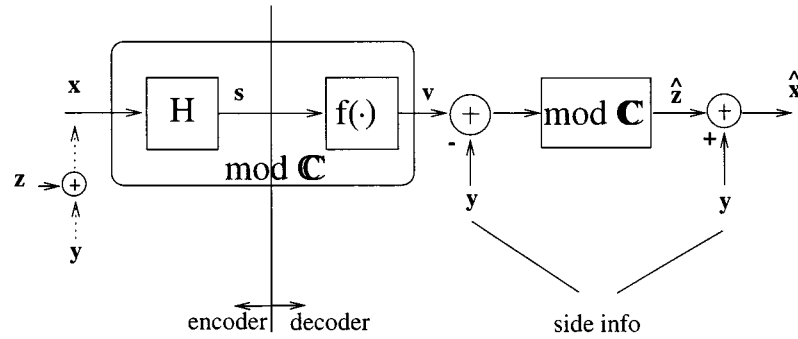 x
H
s
f(·)
v
mod ℂ
+
-
y
mod ℂ
ẑ
+
+
y
x̂
z
+
y
encoder
decoder
side info